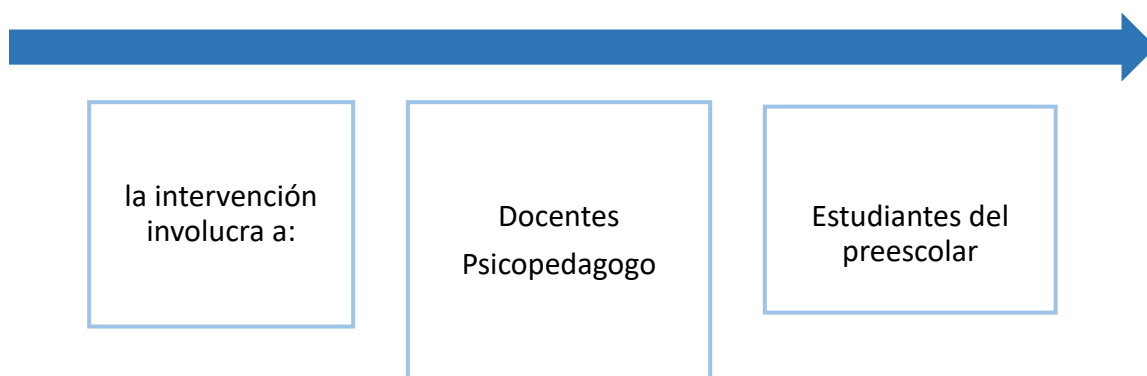 la intervención
involucra a:
Docentes
Psicopedagogo
Estudiantes del
preescolar